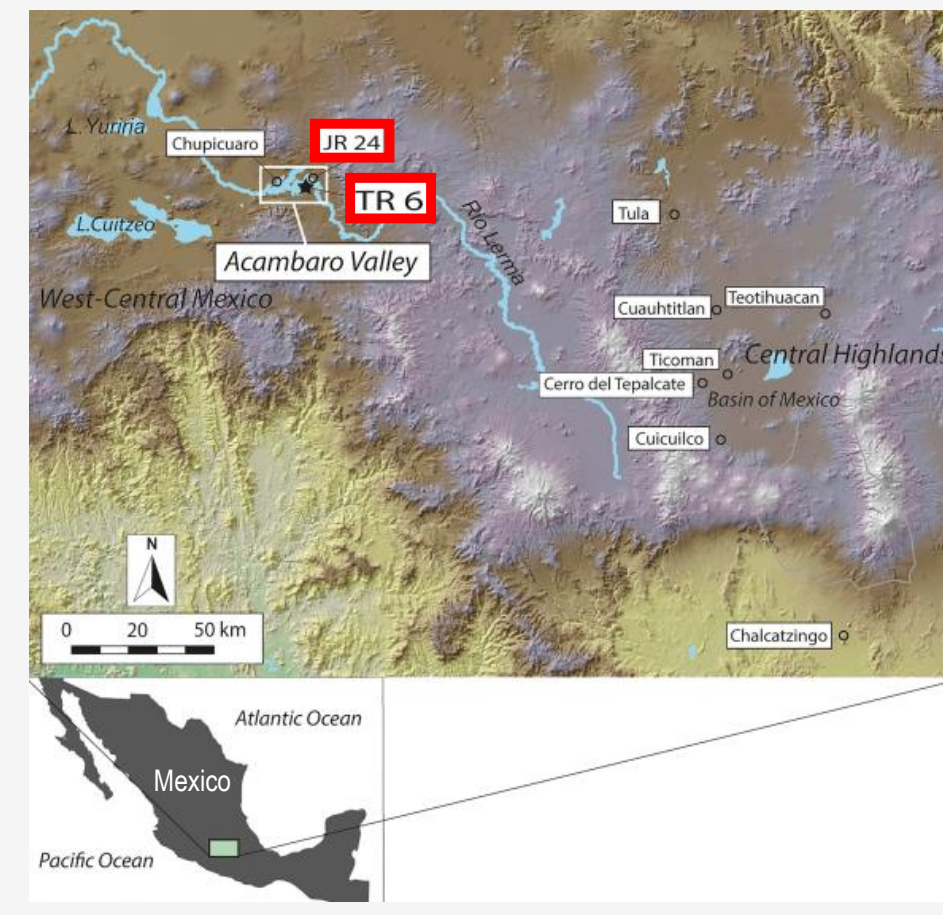 L.Yuriria
Chupicuaro
JR 24
TR 6
L.Cuitzeo
Acambaro Valley
Rio Lerma
Tula
West-Central Mexico
Cuauhtitlan
Teotihuacan
Ticoman
Central Highlands
Cerro del Tepalcate
Basin of Mexico
Cuicuilco
N
0 20 50 km
Chalcatzingo
Atlantic Ocean
Mexico
Pacific Ocean